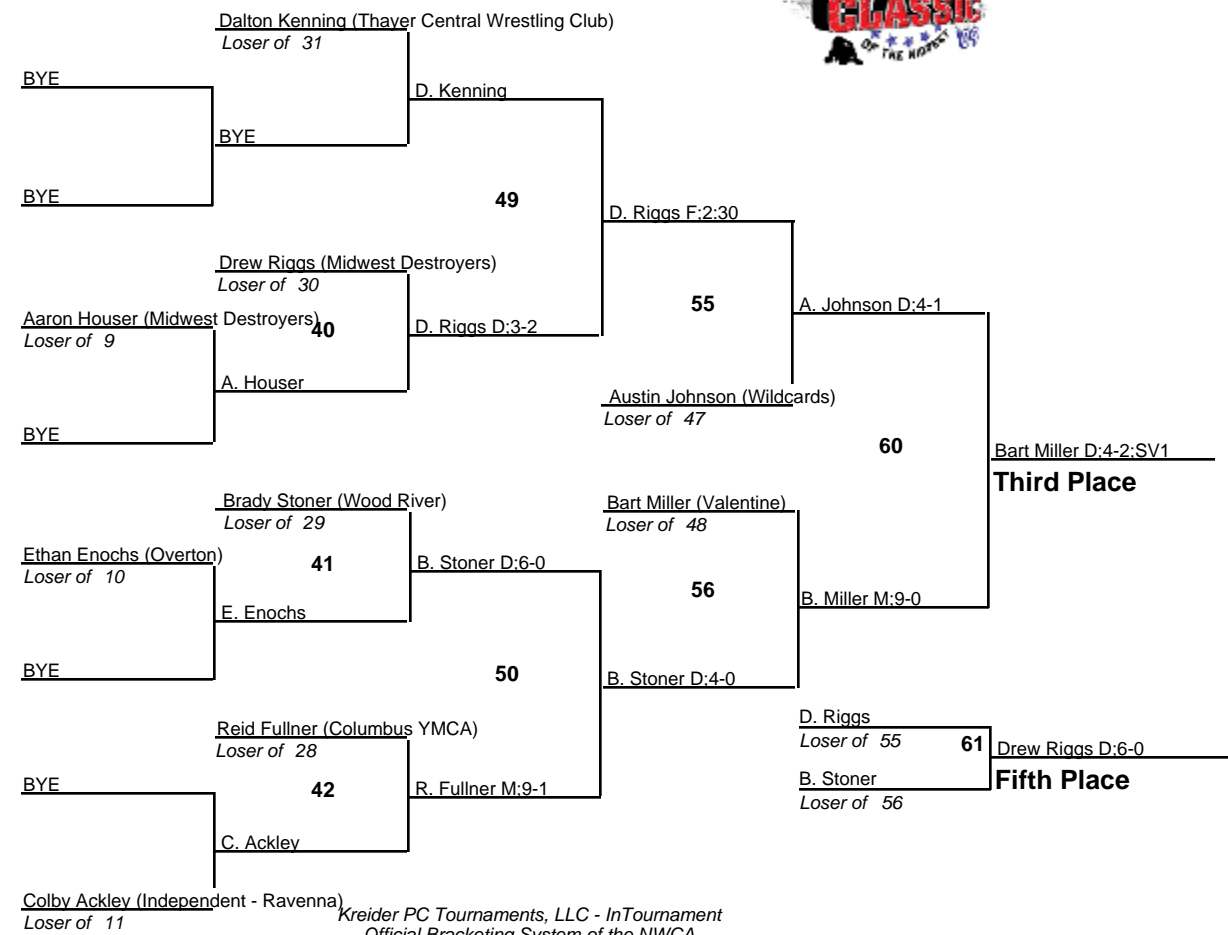 CLASSIC
OF THE MIDWEST
Dalton Kenning (Thayer Central Wrestling Club)
Loser of 31
BYE
D. Kenning
BYE
BYE
49
D. Riggs F;2:30
Drew Riggs (Midwest Destroyers)
Loser of 30
Aaron Houser (Midwest Destroyers)
40
Loser of 9
D. Riggs D;3-2
55
A. Johnson D;4-1
A. Houser
Austin Johnson (Wildcards)
Loser of 47
BYE
60
Bart Miller D;4-2;SV1
Third Place
Brady Stoner (Wood River)
Loser of 29
Bart Miller (Valentine)
Loser of 48
Ethan Enochs (Overton)
Loser of 10
41
B. Stoner D;6-0
56
E. Enochs
B. Miller M;9-0
BYE
50
B. Stoner D;4-0
Reid Fullner (Columbus YMCA)
Loser of 28
D. Riggs
Loser of 55
61
Drew Riggs D;6-0
Fifth Place
B. Stoner
Loser of 56
BYE
42
R. Fullner M;9-1
C. Ackley
Colby Ackley (Independent - Ravenna)
Loser of 11
Kreider PC Tournaments, LLC - InTournament
Official Bracketing System of the NWCA